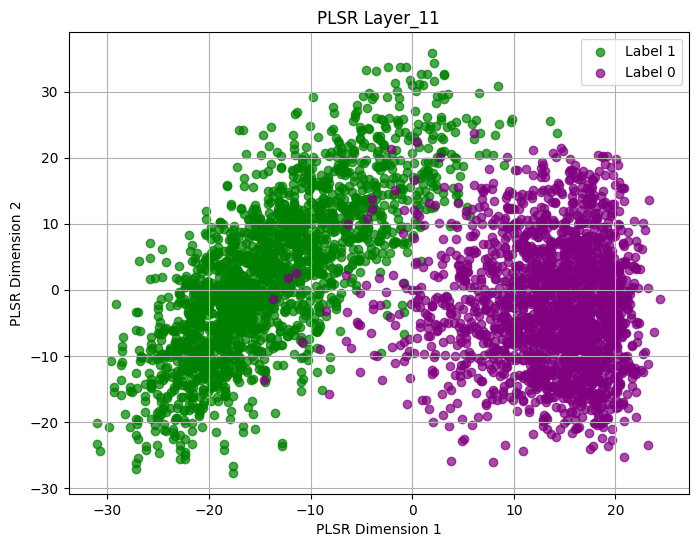 PLSR Layer_11
Label 1
Label 0
PLSR Dimension 2
30
20
10
0
−10
−20
−30
−30
−20
−10
0
10
20
PLSR Dimension 1